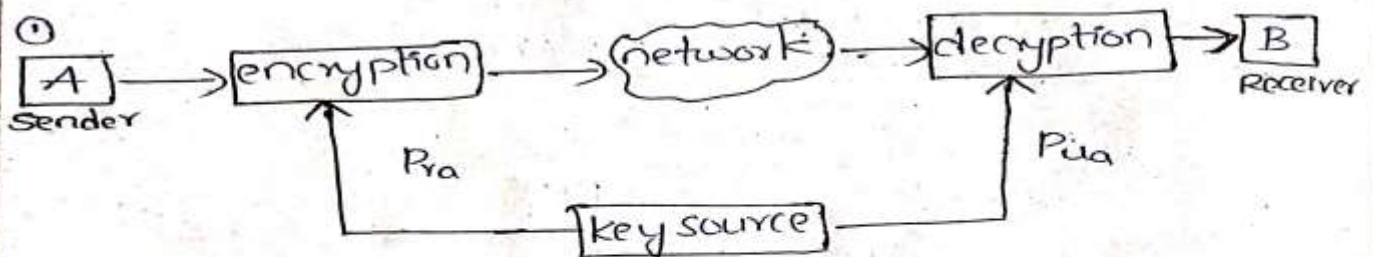 ①
A encryption network decryption B
Sender Receiver
Pra Pua
key source